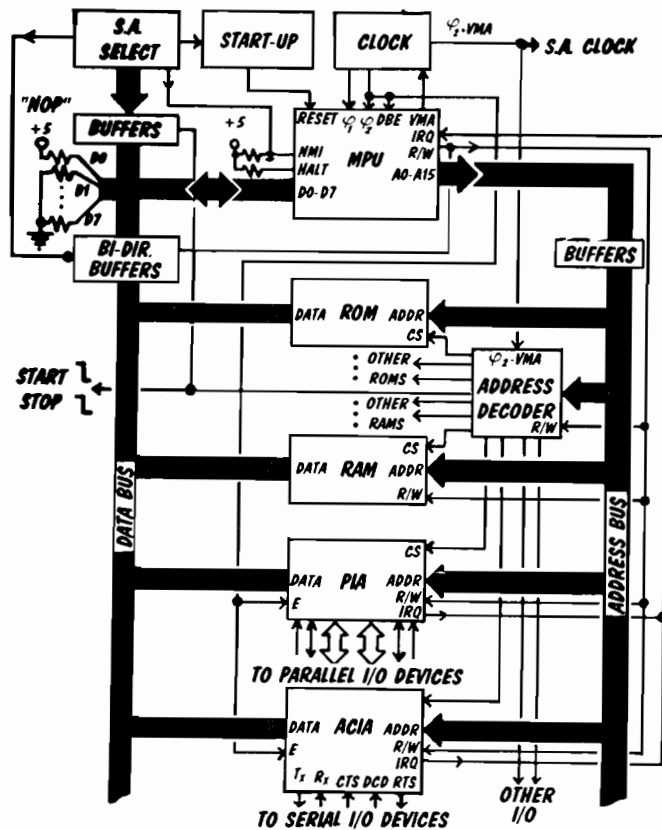 S.A. SELECT
START-UP
CLOCK
φ₂·VMA
S.A. CLOCK
"NOP"
+5
D0
D1
D7
BUFFERS
+5
RESET φ₁ φ₂ DBE VMA
IRQ
R/W
NMI
HALT
MPU
D0-D7
A0-A15
BI-DIR. BUFFERS
BUFFERS
DATA ROM ADDR
CS
φ₂·VMA
ADDRESS DECODER
R/W
OTHER ROMS
OTHER RAMS
START
STOP
CS
DATA RAM ADDR
R/W
DATA BUS
ADDRESS BUS
CS
DATA PIA ADDR
E
R/W
IRQ
TO PARALLEL I/O DEVICES
DATA ACIA ADDR
E
R/W
IRQ
Tx Rx CTS DCD RTS
TO SERIAL I/O DEVICES
OTHER I/O